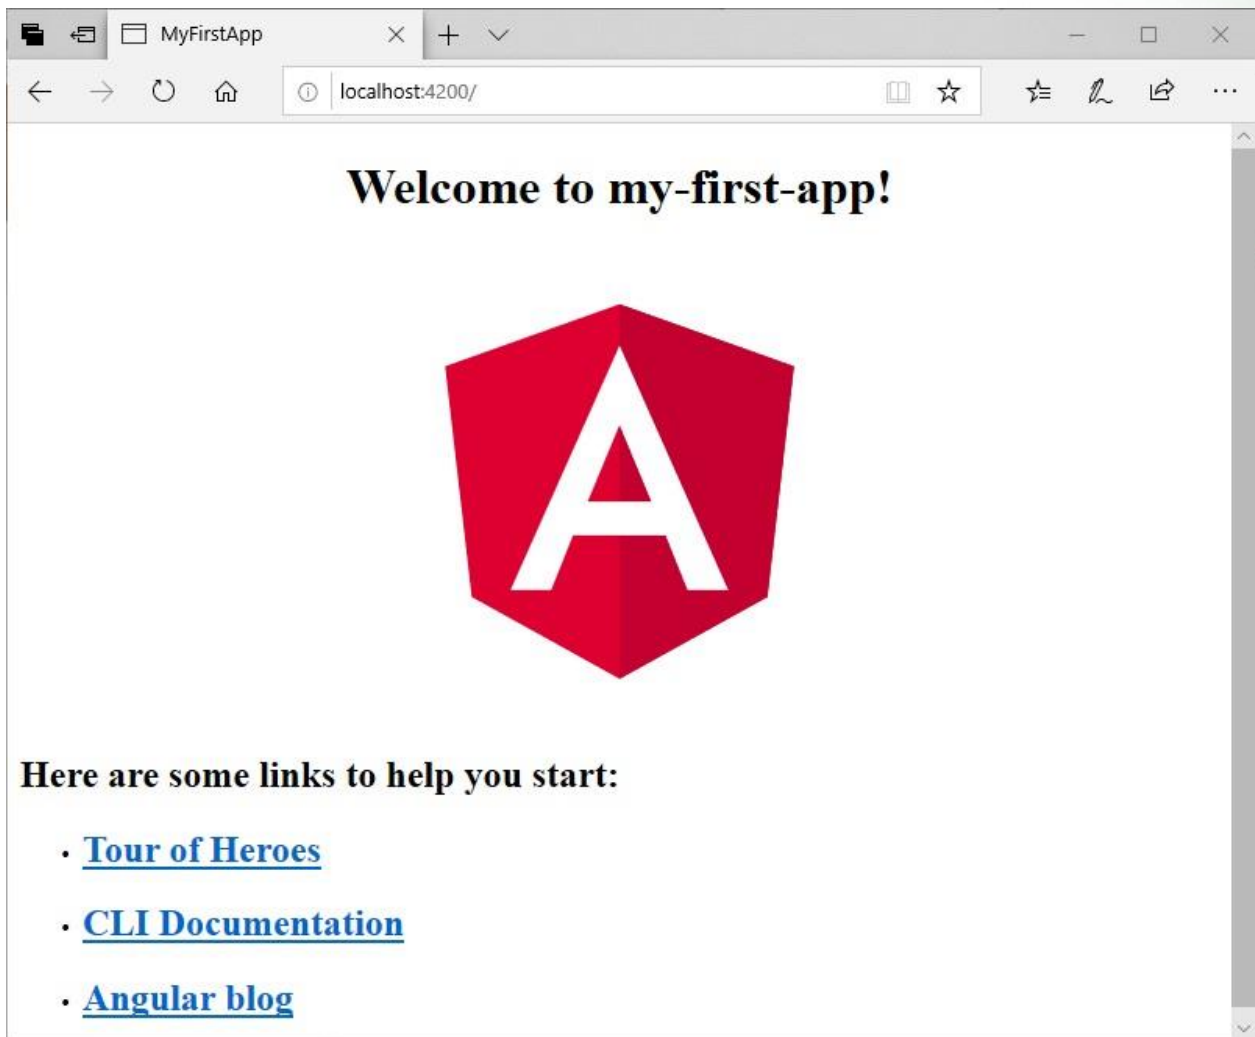 MyFirstApp
localhost:4200/
Welcome to my-first-app!
A
Here are some links to help you start:
Tour of Heroes
CLI Documentation
Angular blog